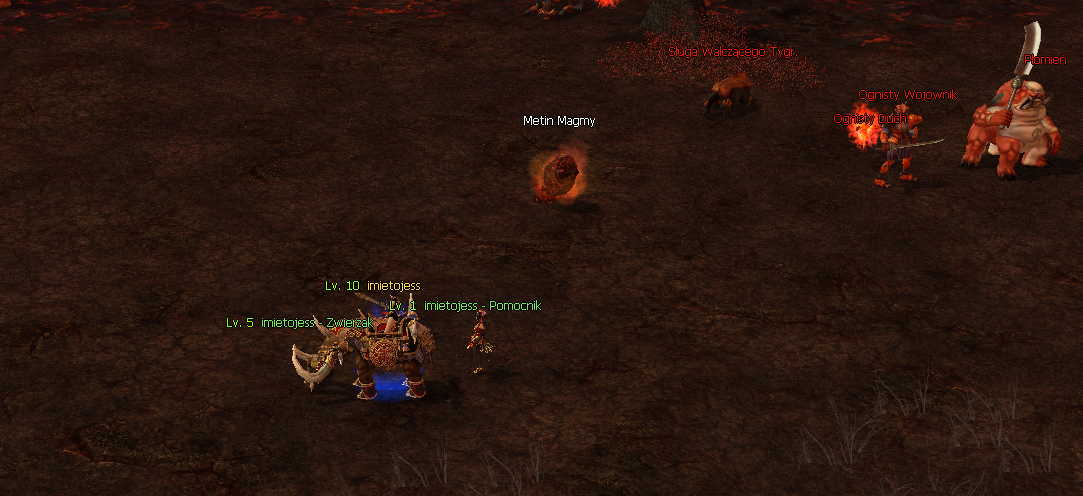 Sługa Walczącego Tygr.
Płomień
Ognisty Wojownik
Metin Magmy
Ognisty Duch
Lv. 10 imietojess
Lv. 1 imietojess - Pomocnik
Lv. 5 imietojess - Zwierzak